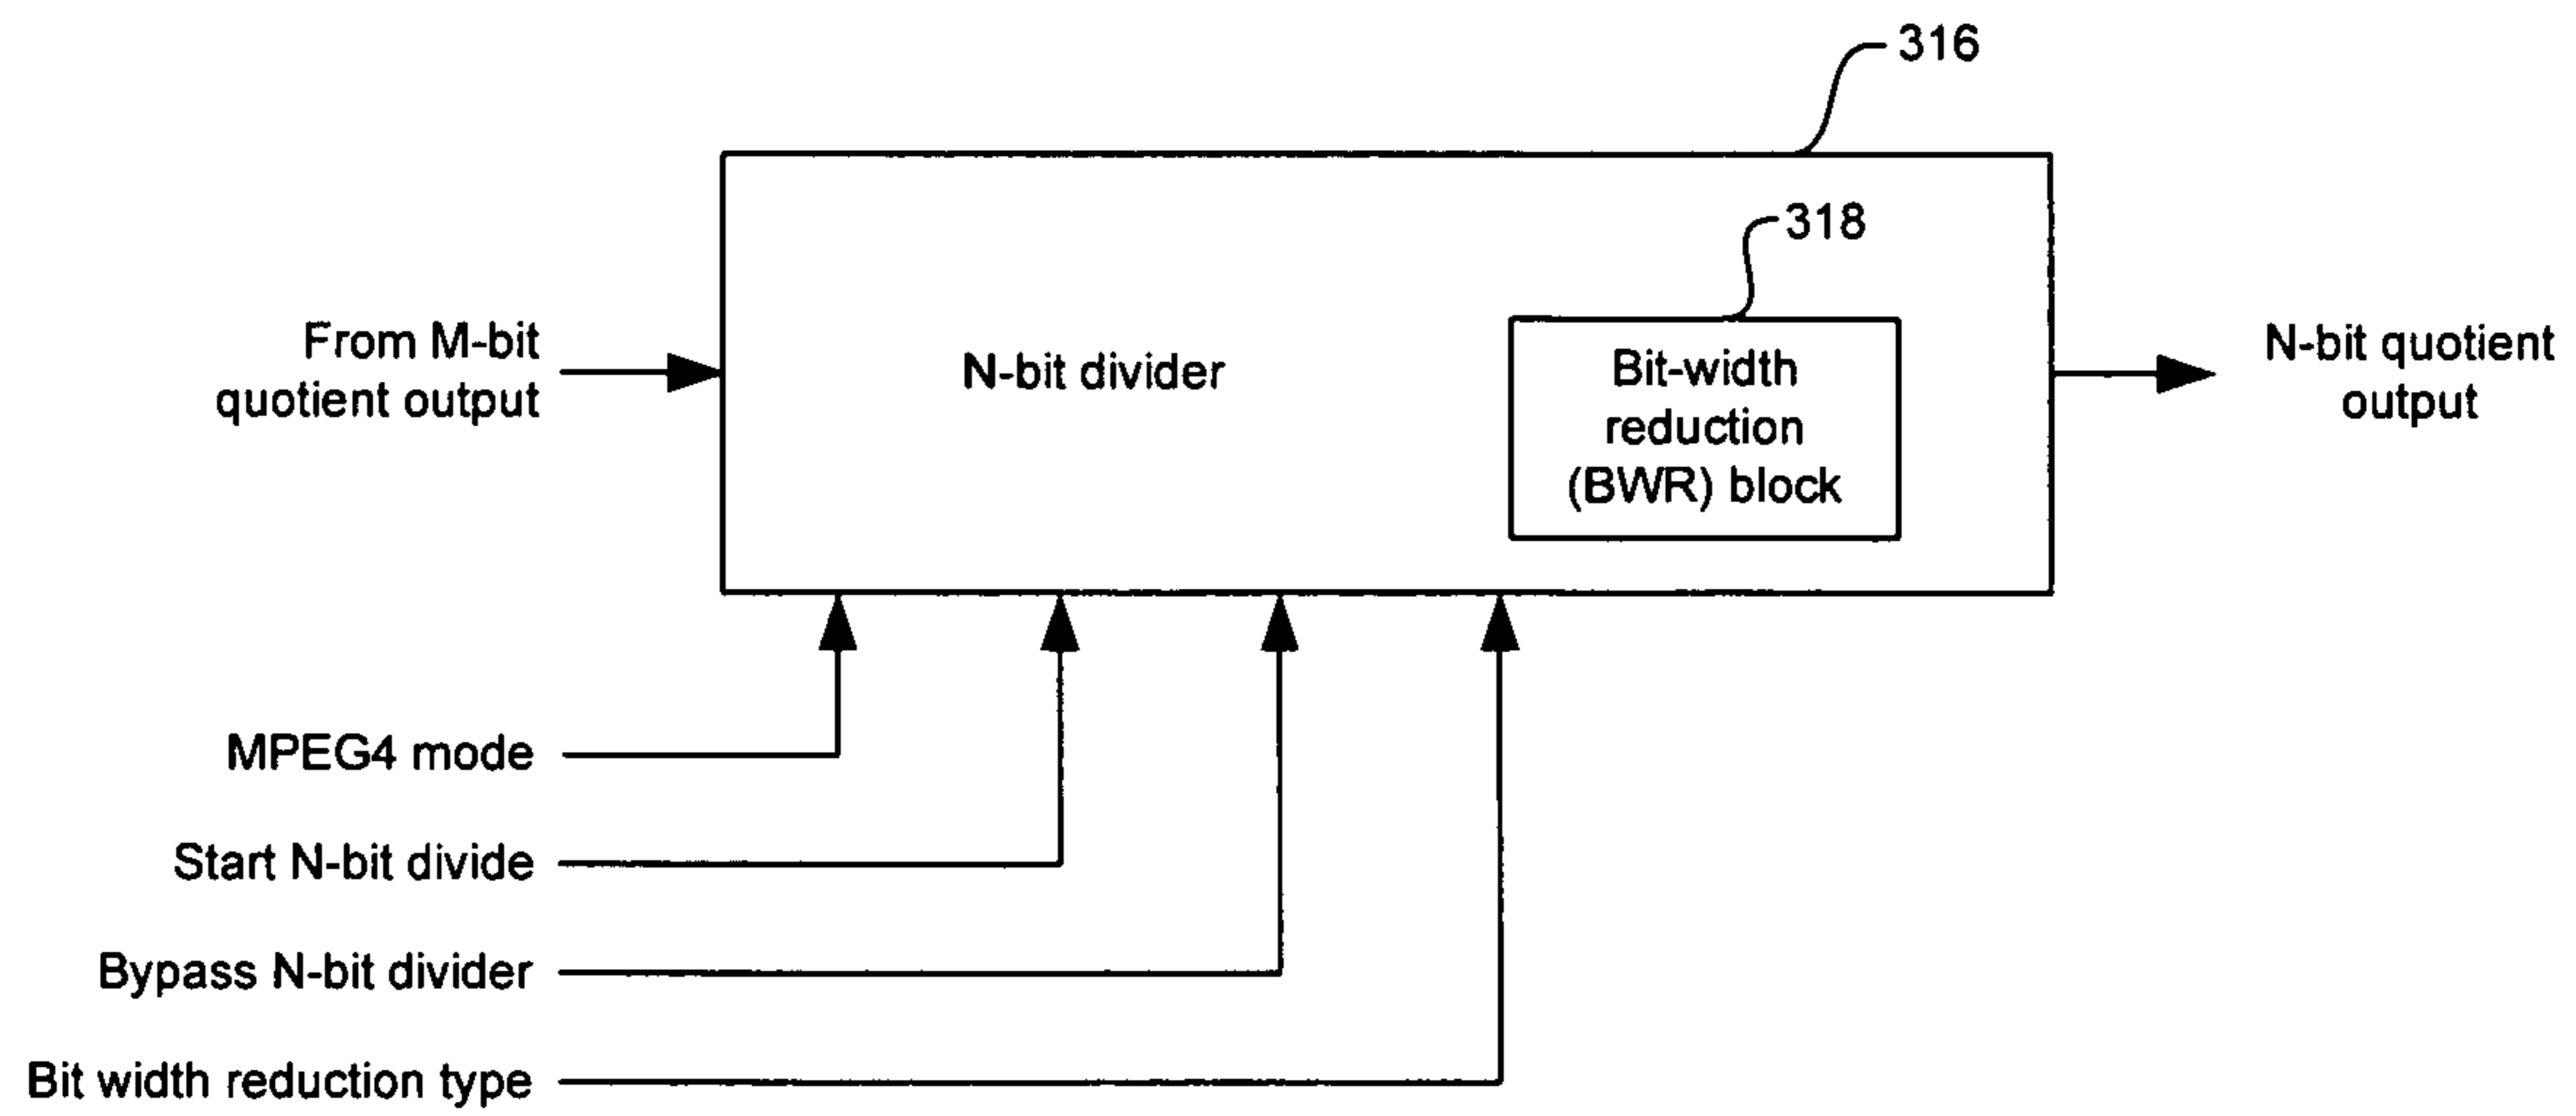 316
318
From M-bit
quotient output
N-bit divider
Bit-width
reduction
(BWR) block
N-bit quotient
output
MPEG4 mode
Start N-bit divide
Bypass N-bit divider
Bit width reduction type